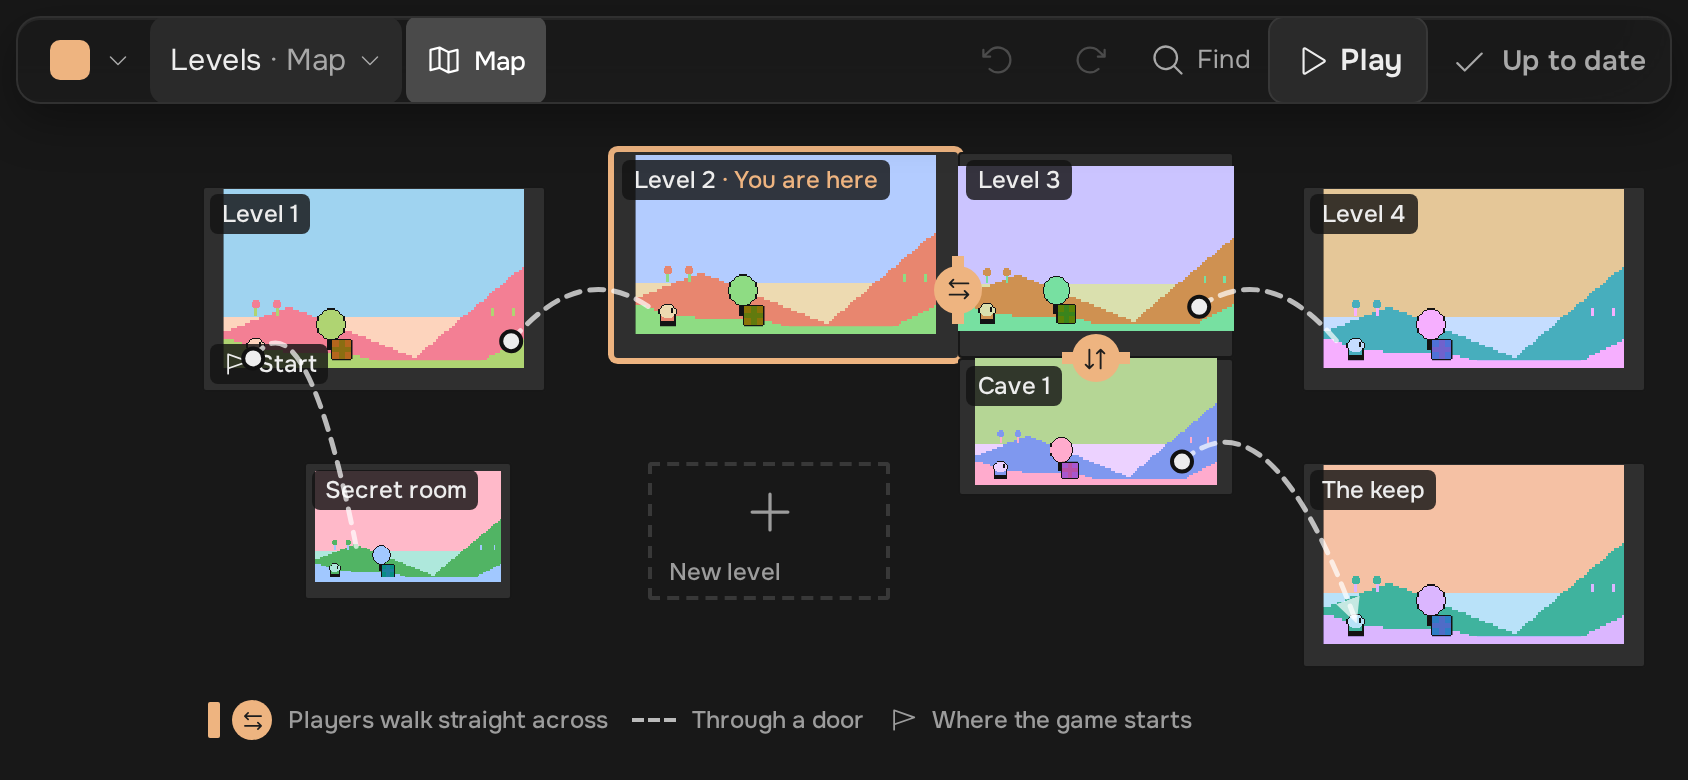 Levels · Map
Map
Find
Play
Up to date
Level 1
Level 2 · You are here
Level 3
Level 4
Start
Cave 1
Secret room
New level
The keep
Players walk straight across
Through a door
Where the game starts